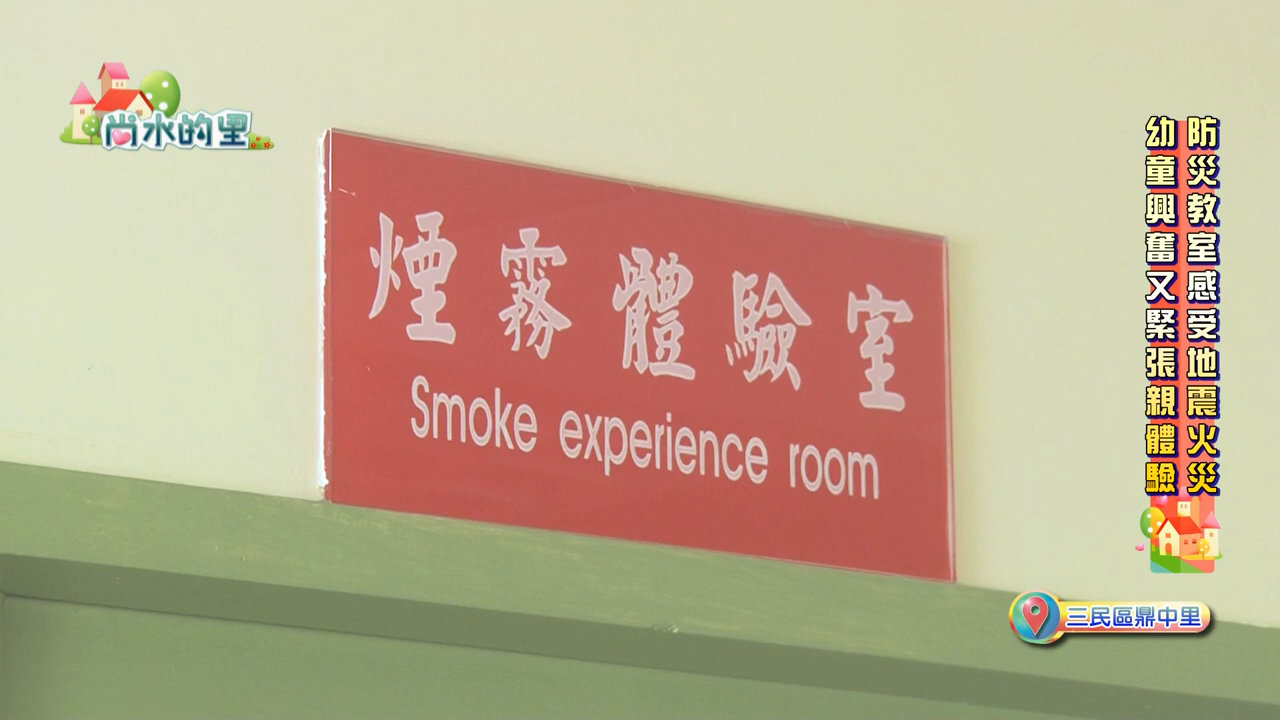 尚水的里
煙霧體驗室
Smoke experience room
防災教室感受地震火災
幼童興奮又緊張親體驗
三民區鼎中里